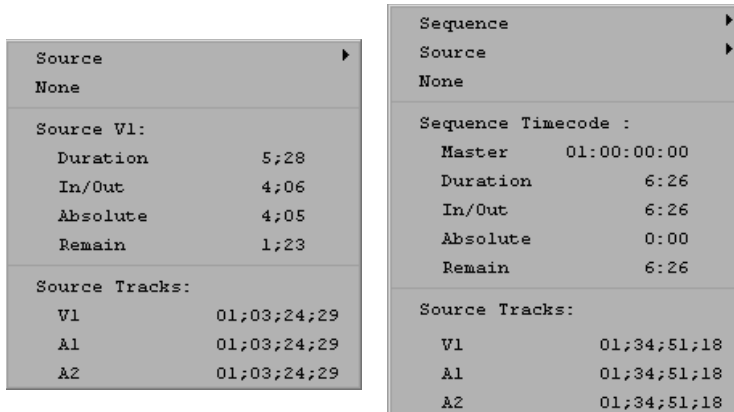 Source
None
Source V1:
Duration 5;28
In/Out 4;06
Absolute 4;05
Remain 1;23
Source Tracks:
V1 01;03;24;29
A1 01;03;24;29
A2 01;03;24;29
Sequence
Source
None
Sequence Timecode :
Master 01:00:00:00
Duration 6:26
In/Out 6:26
Absolute 0:00
Remain 6:26
Source Tracks:
V1 01;34;51;18
A1 01;34;51;18
A2 01;34;51;18